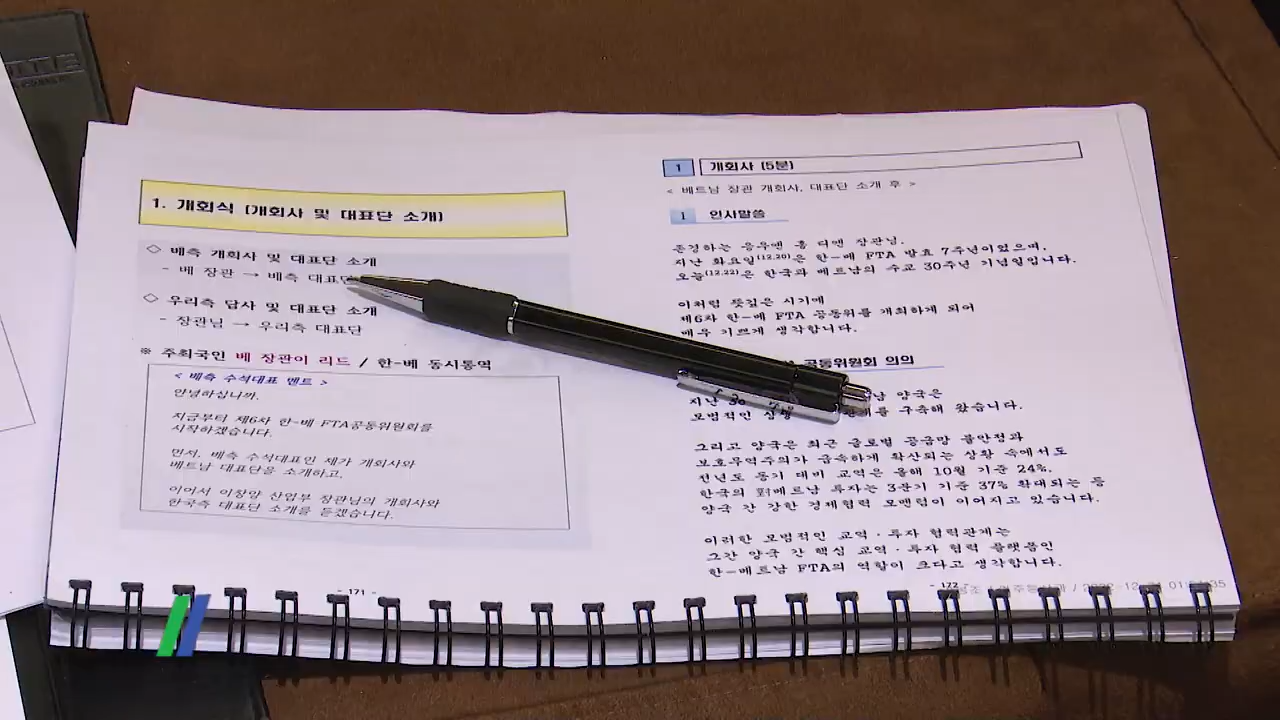 1. 개회식 (개회사 및 대표단 소개)
◇ 베측 개회사 및 대표단 소개
- 베 장관 → 베측 대표단
◇ 우리측 답사 및 대표단 소개
- 장관님 → 우리측 대표단
※ 주최국인 베 장관이 리드 / 한-베 동시통역
< 베측 수석대표 멘트 >
안녕하십니까.
지금부터 제6차 한-베 FTA공동위원회를
시작하겠습니다.
먼저, 베측 수석대표인 제가 개회사와
베트남 대표단을 소개하고,
이어서 이창양 산업부 장관님의 개회사와
한국측 대표단 소개를 듣겠습니다.
- 171 -
1 개회사 (5분)
< 베트남 장관 개회사, 대표단 소개 후 >
1 인사말씀
존경하는 응우옌 홍 디엔 장관님,
지난 화요일(12.20)은 한-베 FTA 발효 7주년이었으며,
오늘(12.22)은 한국과 베트남의 수교 30주년 기념일입니다.
이처럼 뜻깊은 시기에
제6차 한-베 FTA 공동위를 개최하게 되어
매우 기쁘게 생각합니다.
공동위원회 의의
지난 30 양국은
모범적인 를 구축해 왔습니다.
그리고 양국은 최근 글로벌 공급망 불안정과
보호무역주의가 급속하게 확산되는 상황 속에서도
전년도 동기 대비 교역은 올해 10월 기준 24%,
한국의 對베트남 투자는 3분기 기준 37% 확대되는 등
양국 간 강한 경제협력 모멘텀이 이어지고 있습니다.
이러한 모범적인 교역 · 투자 협력관계는
그간 양국 간 핵심 교역 · 투자 협력 플랫폼인
한-베트남 FTA의 역할이 크다고 생각합니다.
- 172 -